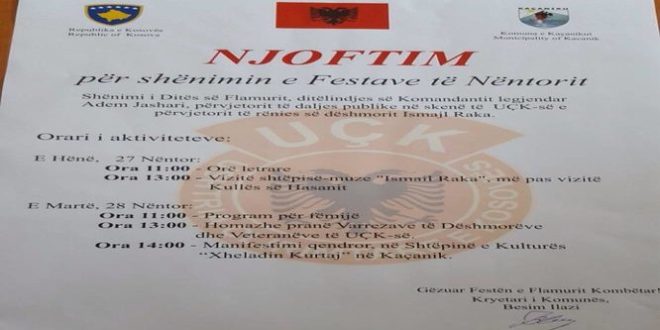 Republika e Kosovës
Republic of Kosova
Komuna e Kaçanikut
Municipality of Kaçanik
NJOFTIM
për shënimin e Festave të Nëntorit
Shënimi i Ditës së Flamurit, ditëlindjes së Komandantit legjendar
Adem Jashari, përvjetorit të daljes publike në skenë të UÇK-së e
përvjetorit të rënies së dëshmorit Ismajl Raka.
Orari i aktiviteteve:
UÇK
E Hënë, 27 Nëntor:
Ora 11:00 - Orë letrare
Ora 13:00 - Vizitë shtëpisë-muze "Ismail Raka", më pas vizitë
Kullës së Hasanit
E Martë, 28 Nëntor:
Ora 11:00 - Program për fëmijë
Ora 13:00 - Homazhe pranë Varrezave të Dëshmorëve
dhe Veteranëve të UÇK-së.
Ora 14:00 - Manifestimi qendror, në Shtëpinë e Kulturës
"Xheladin Kurtaj" në Kaçanik.
Gëzuar Festën e Flamurit Kombëtar!
Kryetari i Komunës,
Besim Ilazi